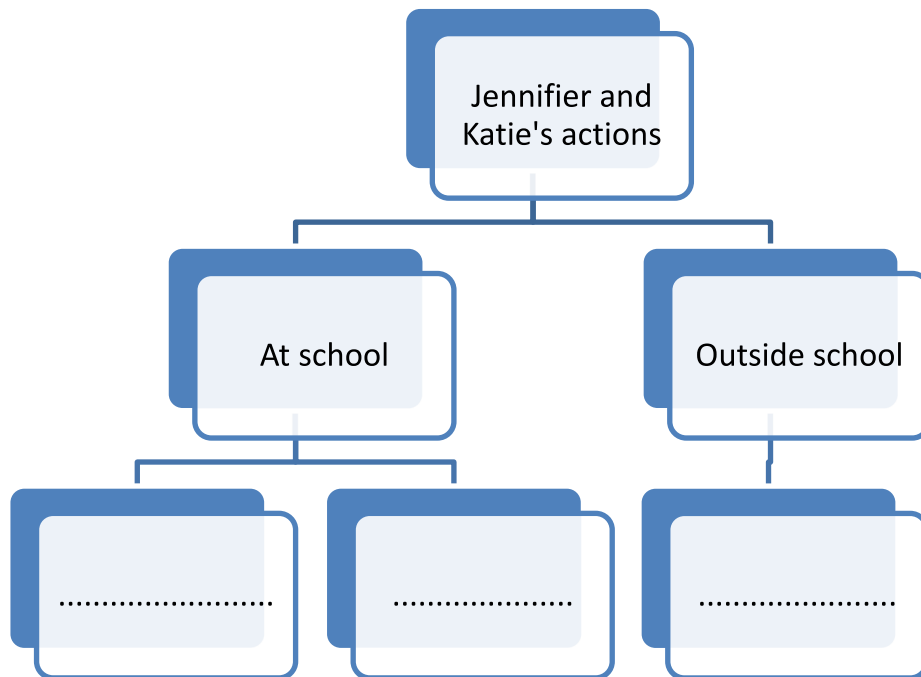 Jennifier and
Katie's actions
At school
Outside school
...........................
.......................
.........................